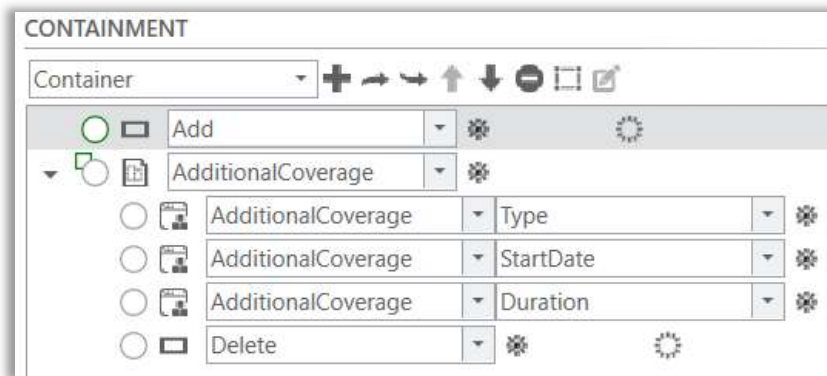 CONTAINMENT
Container
Add
AdditionalCoverage
AdditionalCoverage Type
AdditionalCoverage StartDate
AdditionalCoverage Duration
Delete